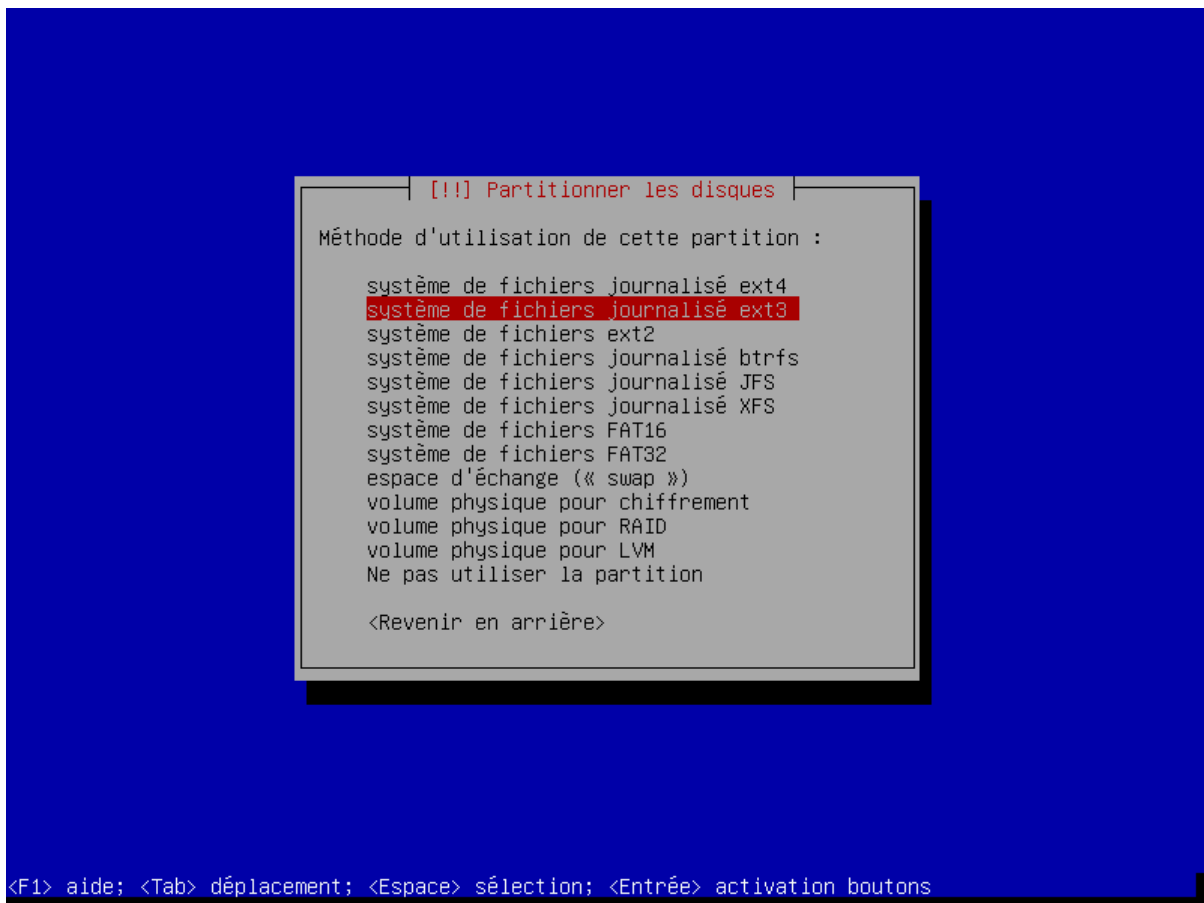 [!!] Partitionner les disques
Méthode d'utilisation de cette partition :
système de fichiers journalisé ext4
système de fichiers journalisé ext3
système de fichiers ext2
système de fichiers journalisé btrfs
système de fichiers journalisé JFS
système de fichiers journalisé XFS
système de fichiers FAT16
système de fichiers FAT32
espace d'échange (« swap »)
volume physique pour chiffrement
volume physique pour RAID
volume physique pour LVM
Ne pas utiliser la partition
<Revenir en arrière>
<F1> aide; <Tab> déplacement; <Espace> sélection; <Entrée> activation boutons